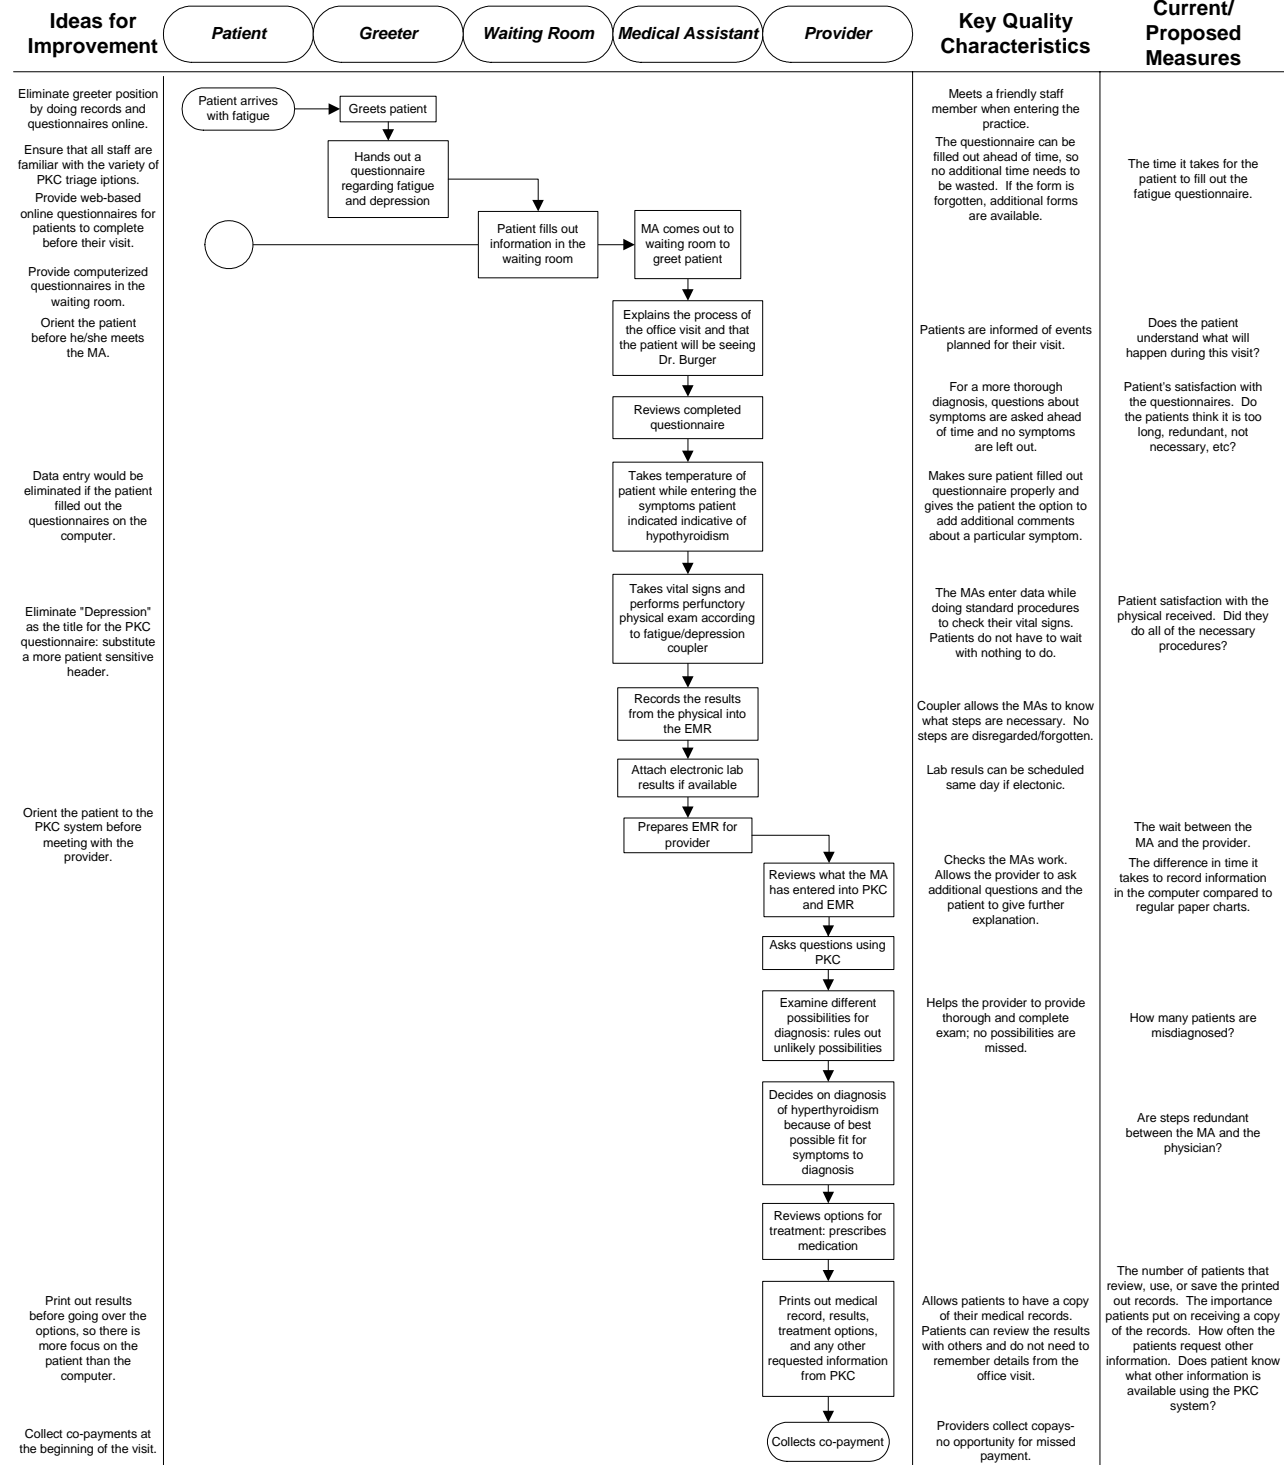 Ideas for
Improvement
Patient
Greeter
Waiting Room
Medical Assistant
Provider
Key Quality
Characteristics
Current/
Proposed
Measures
Eliminate greeter position
by doing records and
questionnaires online.
Patient arrives
with fatigue
Greets patient
Meets a friendly staff
member when entering the
practice.
Ensure that all staff are
familiar with the variety of
PKC triage iptions.
Hands out a
questionnaire
regarding fatigue
and depression
The questionnaire can be
filled out ahead of time, so
no additional time needs to
be wasted.  If the form is
forgotten, additional forms
are available.
The time it takes for the
patient to fill out the
fatigue questionnaire.
Provide web-based
online questionnaires for
patients to complete
before their visit.
Patient fills out
information in the
waiting room
MA comes out to
waiting room to
greet patient
Provide computerized
questionnaires in the
waiting room.
Orient the patient
before he/she meets
the MA.
Explains the process of
the office visit and that
the patient will be seeing
Dr. Burger
Patients are informed of events
planned for their visit.
Does the patient
understand what will
happen during this visit?
Reviews completed
questionnaire
For a more thorough
diagnosis, questions about
symptoms are asked ahead
of time and no symptoms
are left out.
Patient's satisfaction with
the questionnaires.  Do
the patients think it is too
long, redundant, not
necessary, etc?
Data entry would be
eliminated if the patient
filled out the
questionnaires on the
computer.
Takes temperature of
patient while entering the
symptoms patient
indicated indicative of
hypothyroidism
Makes sure patient filled out
questionnaire properly and
gives the patient the option to
add additional comments
about a particular symptom.
Eliminate "Depression"
as the title for the PKC
questionnaire: substitute
a more patient sensitive
header.
Takes vital signs and
performs perfunctory
physical exam according
to fatigue/depression
coupler
The MAs enter data while
doing standard procedures
to check their vital signs.
Patients do not have to wait
with nothing to do.
Patient satisfaction with the
physical received.  Did they
do all of the necessary
procedures?
Records the results
from the physical into
the EMR
Coupler allows the MAs to know
what steps are necessary.  No
steps are disregarded/forgotten.
Attach electronic lab
results if available
Lab resuls can be scheduled
same day if electonic.
Orient the patient to the
PKC system before
meeting with the
provider.
Prepares EMR for
provider
The wait between the
MA and the provider.
Reviews what the MA
has entered into PKC
and EMR
Checks the MAs work.
Allows the provider to ask
additional questions and the
patient to give further
explanation.
The difference in time it
takes to record information
in the computer compared to
regular paper charts.
Asks questions using
PKC
Examine different
possibilities for
diagnosis: rules out
unlikely possibilities
Helps the provider to provide
thorough and complete
exam; no possibilities are
missed.
How many patients are
misdiagnosed?
Decides on diagnosis
of hyperthyroidism
because of best
possible fit for
symptoms to
diagnosis
Are steps redundant
between the MA and the
physician?
Reviews options for
treatment: prescribes
medication
Print out results
before going over the
options, so there is
more focus on the
patient than the
computer.
Prints out medical
record, results,
treatment options,
and any other
requested information
from PKC
Allows patients to have a copy
of their medical records.
Patients can review the results
with others and do not need to
remember details from the
office visit.
The number of patients that
review, use, or save the printed
out records.  The importance
patients put on receiving a copy
of the records.  How often the
patients request other
information.  Does patient know
what other information is
available using the PKC
system?
Collect co-payments at
the beginning of the visit.
Collects co-payment
Providers collect copays-
no opportunity for missed
payment.